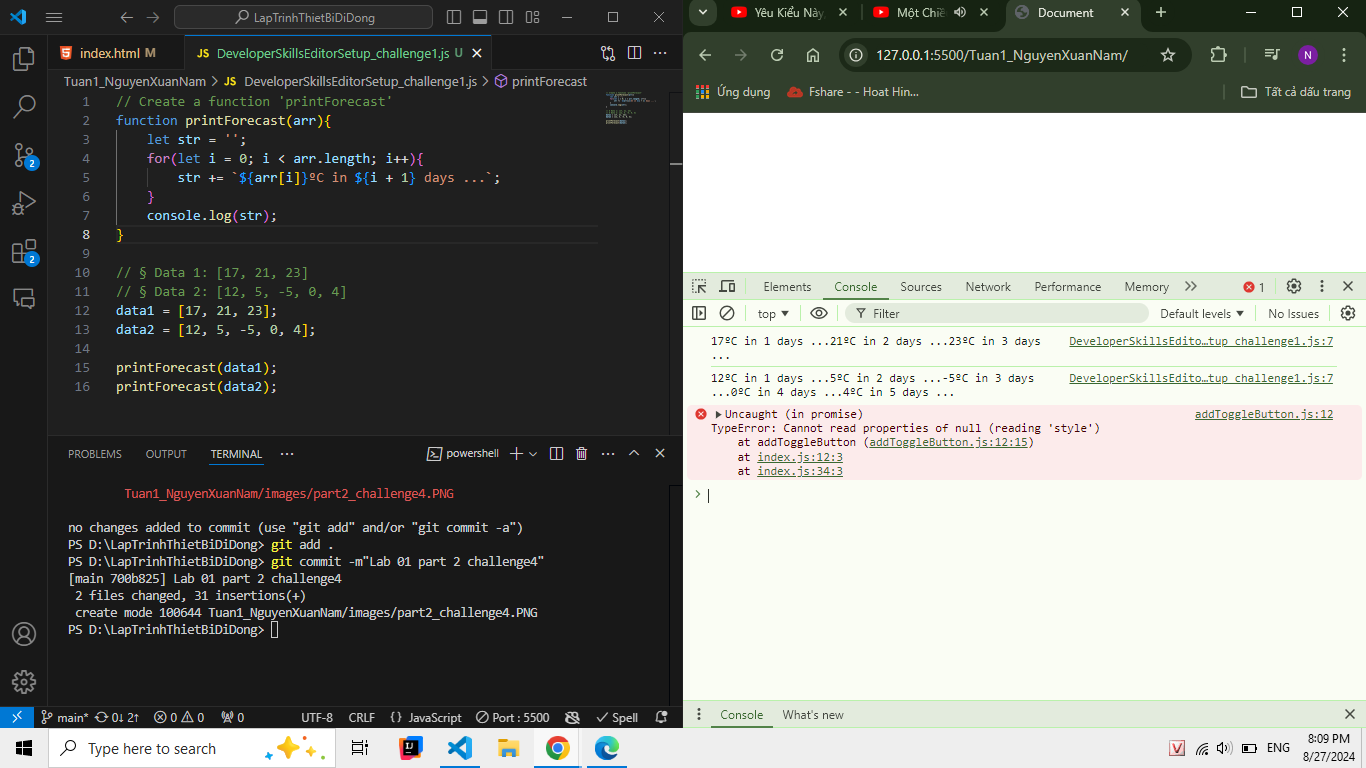 LapTrinhThietBiDiDong
index.html M
JS DeveloperSkillsEditorSetup_challenge1.js U
Tuan1_NguyenXuanNam > JS DeveloperSkillsEditorSetup_challenge1.js > printForecast
1 // Create a function 'printForecast'
2 function printForecast(arr){
3 let str = '';
4 for(let i = 0; i < arr.length; i++){
5 str += `${arr[i]}ºC in ${i + 1} days ...`;
6 }
7 console.log(str);
8 }
9
10 // § Data 1: [17, 21, 23]
11 // § Data 2: [12, 5, -5, 0, 4]
12 data1 = [17, 21, 23];
13 data2 = [12, 5, -5, 0, 4];
14
15 printForecast(data1);
16 printForecast(data2);
PROBLEMS OUTPUT TERMINAL ... powershell
Tuan1_NguyenXuanNam/images/part2_challenge4.PNG
no changes added to commit (use "git add" and/or "git commit -a")
PS D:\LapTrinhThietBiDiDong> git add .
PS D:\LapTrinhThietBiDiDong> git commit -m"Lab 01 part 2 challenge4"
[main 700b825] Lab 01 part 2 challenge4
2 files changed, 31 insertions(+)
create mode 100644 Tuan1_NguyenXuanNam/images/part2_challenge4.PNG
PS D:\LapTrinhThietBiDiDong>
2
2
main* 0↓ 2↑ 0 0 0 UTF-8 CRLF {} JavaScript Port : 5500 Spell
Yêu Kiểu Này Một Chiề Document
127.0.0.1:5500/Tuan1_NguyenXuanNam/
N
Ứng dụng Fshare - - Hoat Hin... Tất cả dấu trang
Elements Console Sources Network Performance Memory 1
top Filter Default levels No Issues
17ºC in 1 days ...21ºC in 2 days ...23ºC in 3 days DeveloperSkillsEdito…tup_challenge1.js:7
...
12ºC in 1 days ...5ºC in 2 days ...-5ºC in 3 days DeveloperSkillsEdito…tup_challenge1.js:7
...0ºC in 4 days ...4ºC in 5 days ...
Uncaught (in promise) addToggleButton.js:12
TypeError: Cannot read properties of null (reading 'style')
at addToggleButton (addToggleButton.js:12:15)
at index.js:12:3
at index.js:34:3
Console What's new
Type here to search
V ENG 8:09 PM
8/27/2024